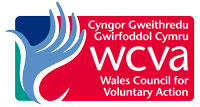 Cyngor Gweithredu
Gwirfoddol Cymru
wcva
Wales Council for
Voluntary Action